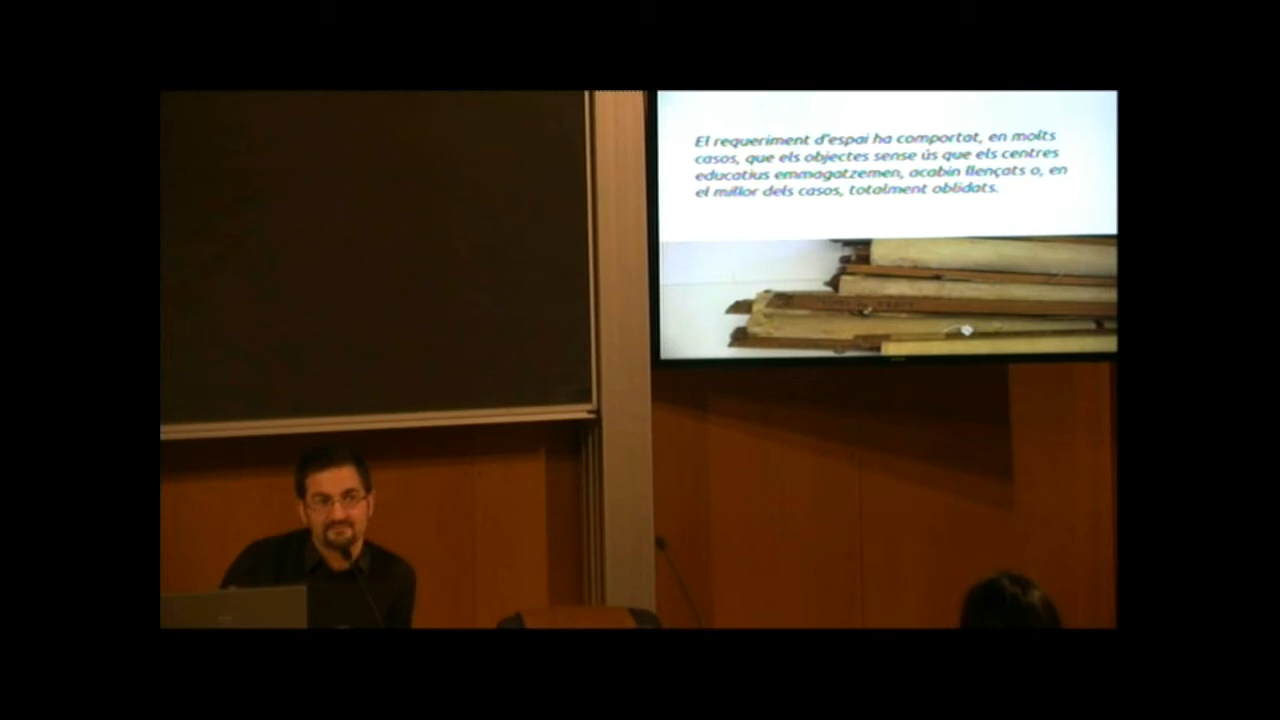 El requeriment d'espai ha comportat, en molts
casos, que els objectes sense ús que els centres
educatius emmagatzemen, acabin llençats o, en
el millor dels casos, totalment oblidats.